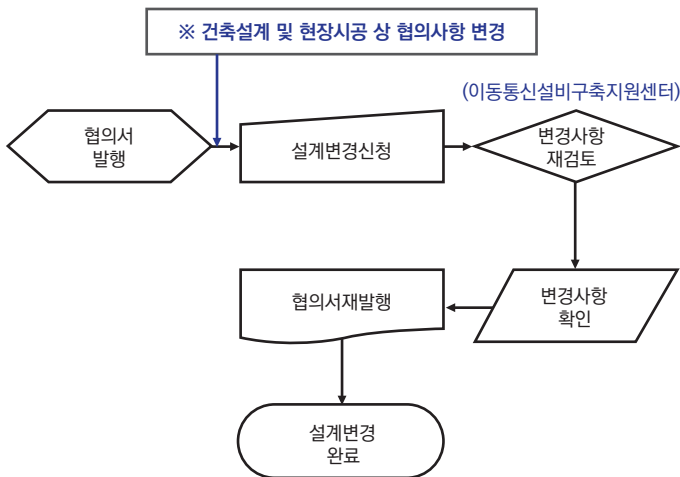 ※ 건축설계 및 현장시공 상 협의사항 변경
(이동통신설비구축지원센터)
협의서
발행
설계변경신청
변경사항
재검토
협의서재발행
변경사항
확인
설계변경
완료